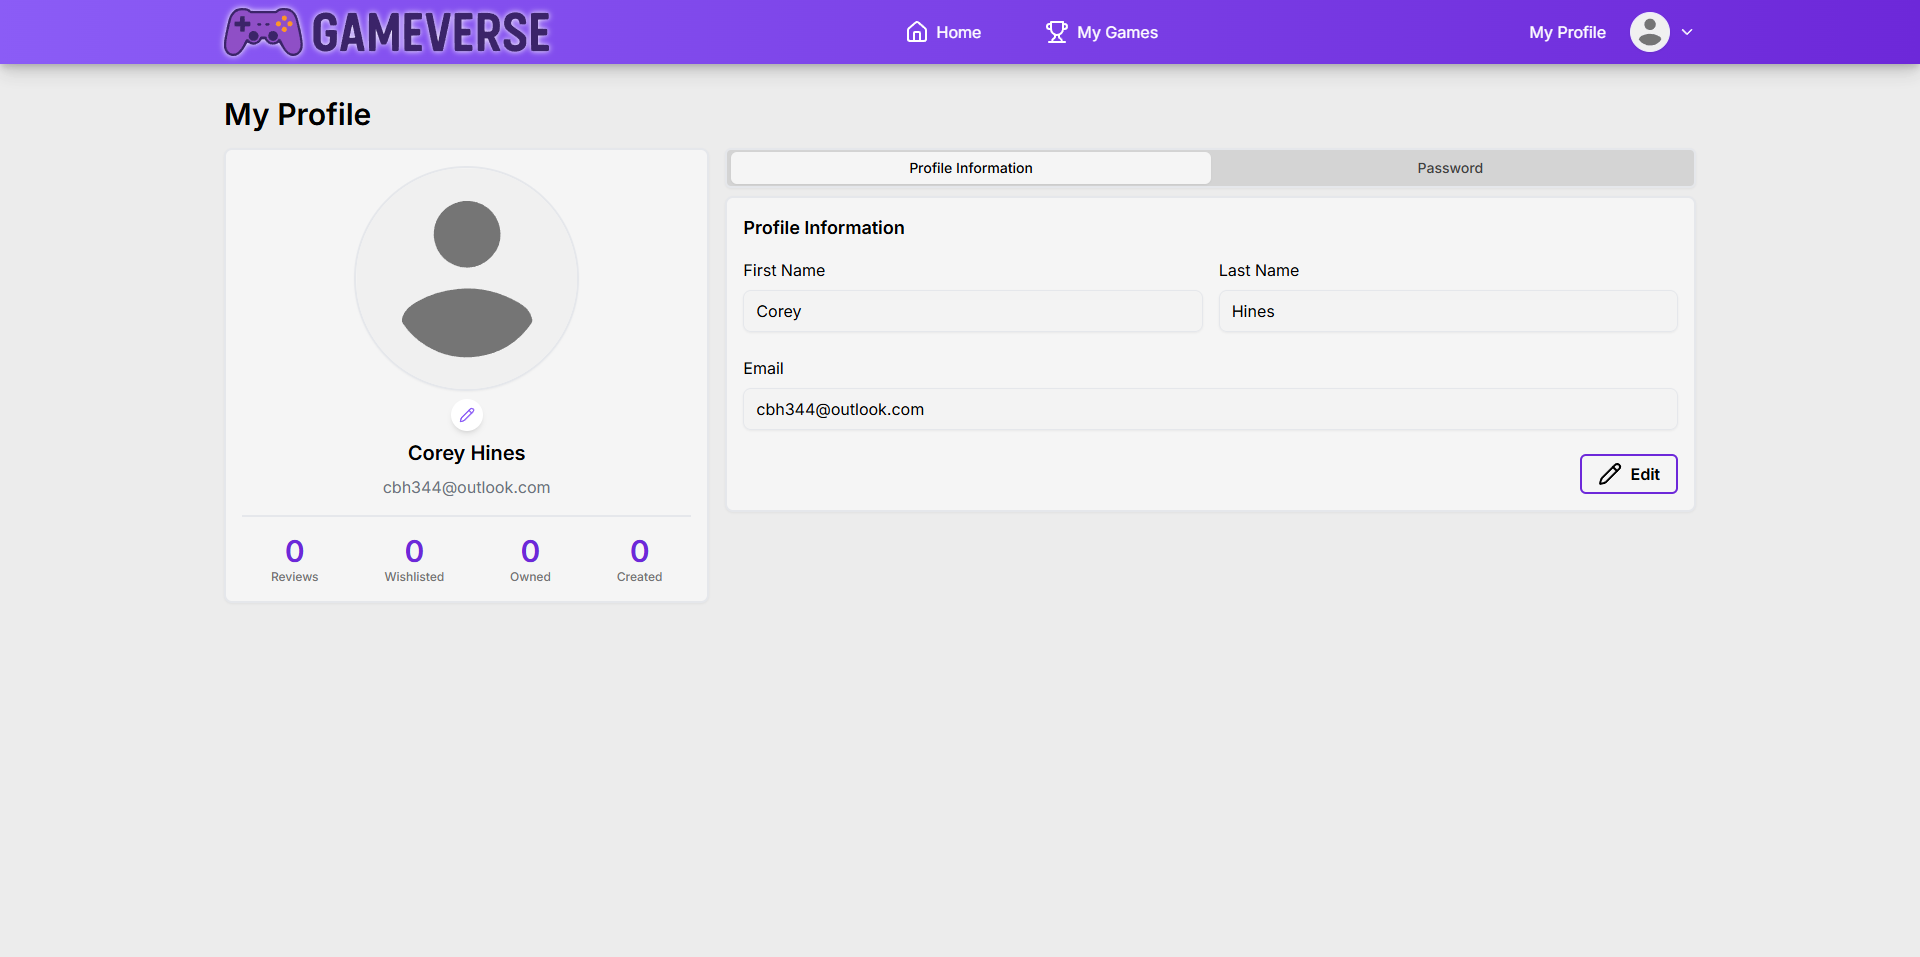 GAMEVERSE
Home
My Games
My Profile
My Profile
Corey Hines
cbh344@outlook.com
0 0 0 0
Reviews Wishlisted Owned Created
Profile Information Password
Profile Information
First Name Last Name
Corey Hines
Email
cbh344@outlook.com
Edit